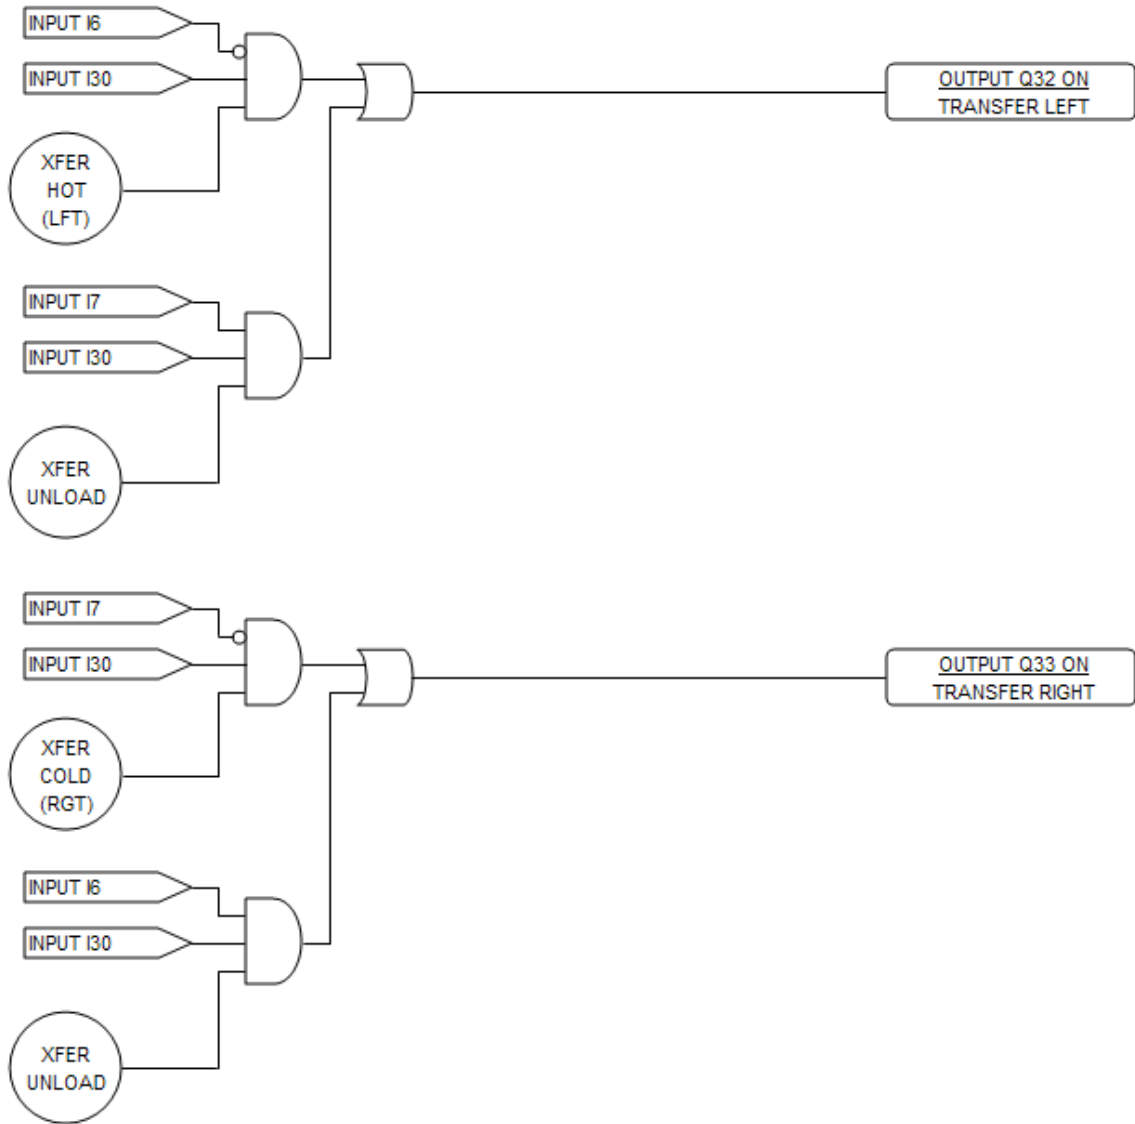 INPUT I6
INPUT I30
XFER
HOT
(LFT)
OUTPUT Q32 ON
TRANSFER LEFT
INPUT I7
INPUT I30
XFER
UNLOAD
INPUT I7
INPUT I30
XFER
COLD
(RGT)
OUTPUT Q33 ON
TRANSFER RIGHT
INPUT I6
INPUT I30
XFER
UNLOAD